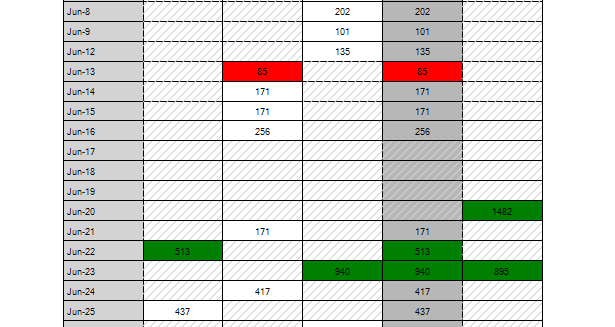 Jun-8 202 202
Jun-9 101 101
Jun-12 135 135
Jun-13 85 85
Jun-14 171 171
Jun-15 171 171
Jun-16 256 256
Jun-17
Jun-18
Jun-19
Jun-20 1482
Jun-21 171 171
Jun-22 513 513
Jun-23 940 940 895
Jun-24 417 417
Jun-25 437 437